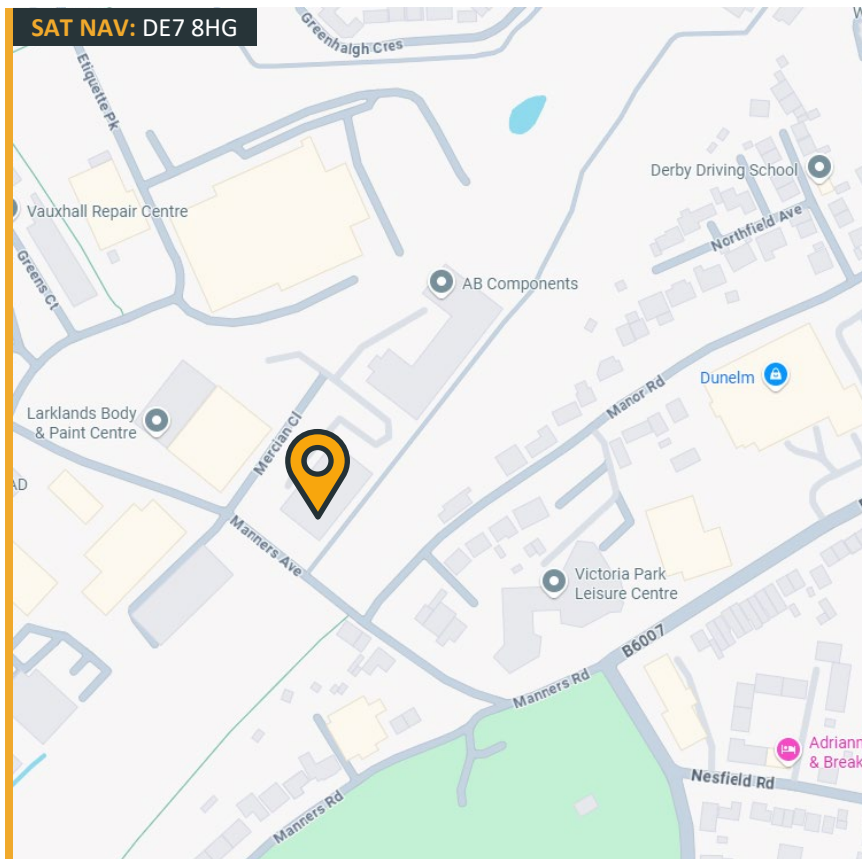 SAT NAV: DE7 8HG
Greenhalgh Cres
Etiquette Pk
Derby Driving School
Vauxhall Repair Centre
Northfield Ave
Greens Ct
AB Components
Dunelm
Manor Rd
Larklands Body
& Paint Centre
Mercian Cl
AD
Manners Ave
Victoria Park
Leisure Centre
B6007
Manners Rd
Adriann
& Break
Nesfield Rd
Manners Rd